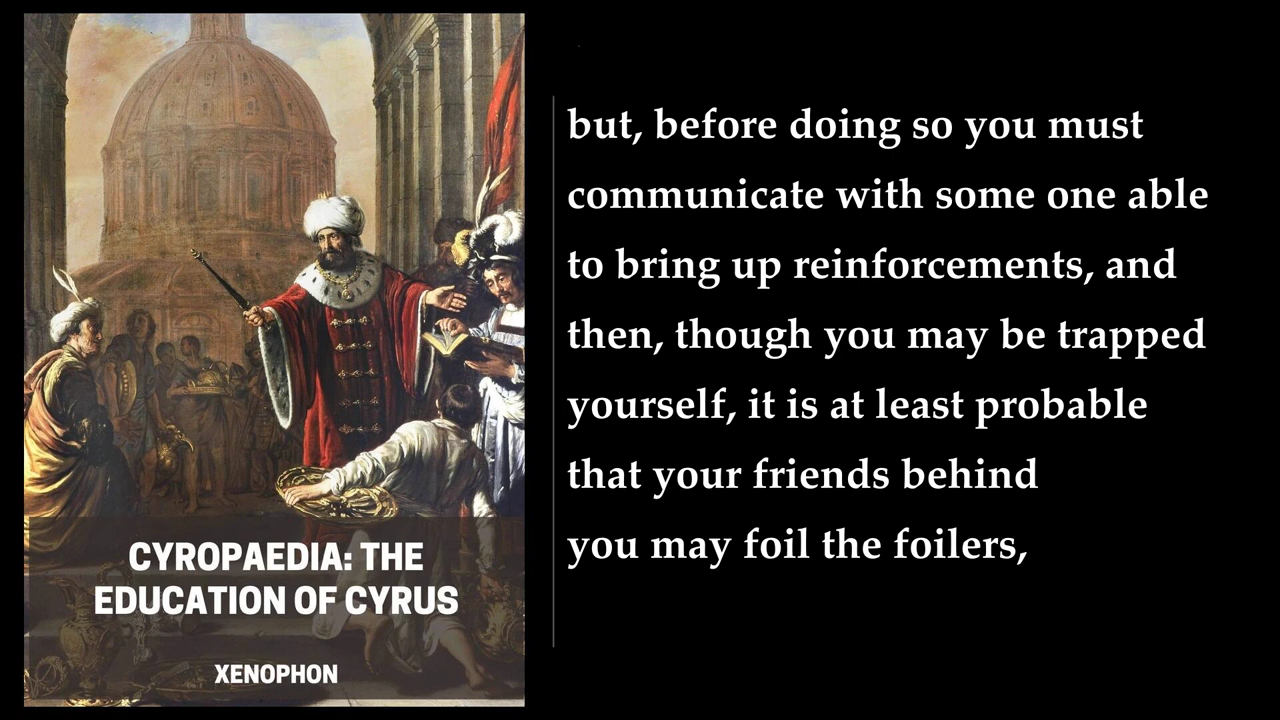 CYROPAEDIA: THE
EDUCATION OF CYRUS
XENOPHON
but, before doing so you must
communicate with some one able
to bring up reinforcements, and
then, though you may be trapped
yourself, it is at least probable
that your friends behind
you may foil the foilers,